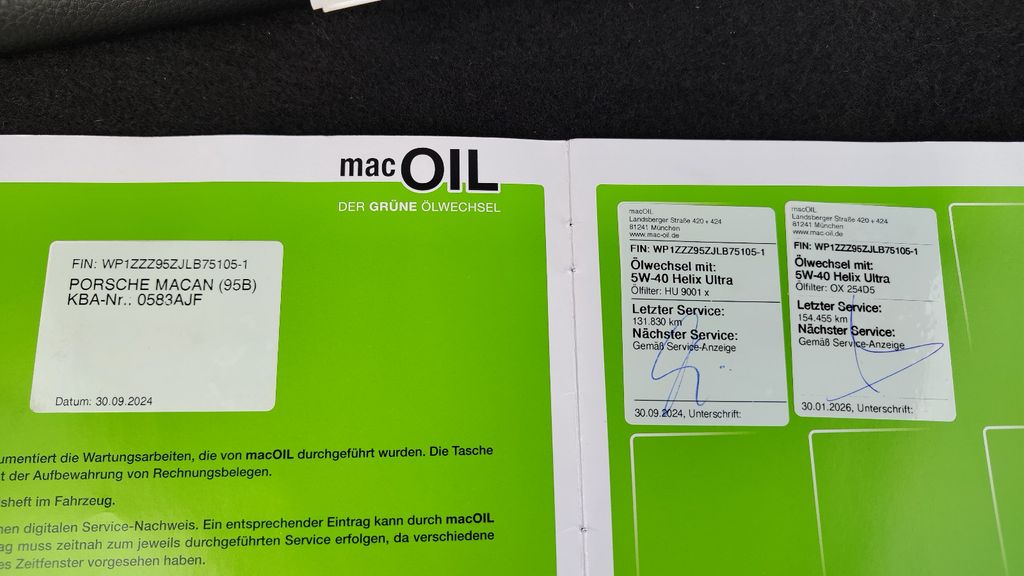 macOIL
DER GRÜNE ÖLWECHSEL
FIN: WP1ZZZ95ZJLB75105-1
PORSCHE MACAN (95B)
KBA-Nr.: 0583AJF
Datum: 30.09.2024
umentiert die Wartungsarbeiten, die von macOIL durchgeführt wurden. Die Tasche
t der Aufbewahrung von Rechnungsbelegen.
sheft im Fahrzeug.
nen digitalen Service-Nachweis. Ein entsprechender Eintrag kann durch macOIL
ag muss zeitnah zum jeweils durchgeführten Service erfolgen, da verschiedene
es Zeitfenster vorgesehen haben.
macOIL
Landsberger Straße 420 + 424
81241 München
www.mac-oil.de
FIN: WP1ZZZ95ZJLB75105-1
Ölwechsel mit:
5W-40 Helix Ultra
Ölfilter: HU 9001 x
Letzter Service:
131.830 km
Nächster Service:
Gemäß Service-Anzeige
30.09.2024, Unterschrift:
macOIL
Landsberger Straße 420 + 424
81241 München
www.mac-oil.de
FIN: WP1ZZZ95ZJLB75105-1
Ölwechsel mit:
5W-40 Helix Ultra
Ölfilter: OX 254D5
Letzter Service:
154.455 km
Nächster Service:
Gemäß Service-Anzeige
30.01.2026, Unterschrift: